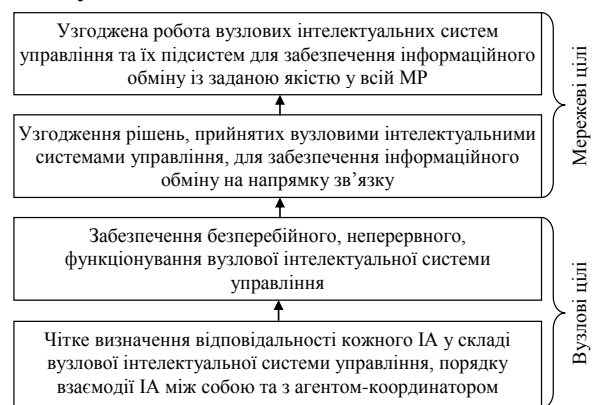 Узгоджена робота вузлових інтелектуальних систем
управління та їх підсистем для забезпечення інформаційного
обміну із заданою якістю у всій МР
Мережеві цілі
Узгодження рішень, прийнятих вузловими інтелектуальними
системами управління, для забезпечення інформаційного
обміну на напрямку зв’язку
Забезпечення безперебійного, неперервного,
функціонування вузлової інтелектуальної системи
управління
Вузлові цілі
Чітке визначення відповідальності кожного ІА у складі
вузлової інтелектуальної системи управління, порядку
взаємодії ІА між собою та з агентом-координатором